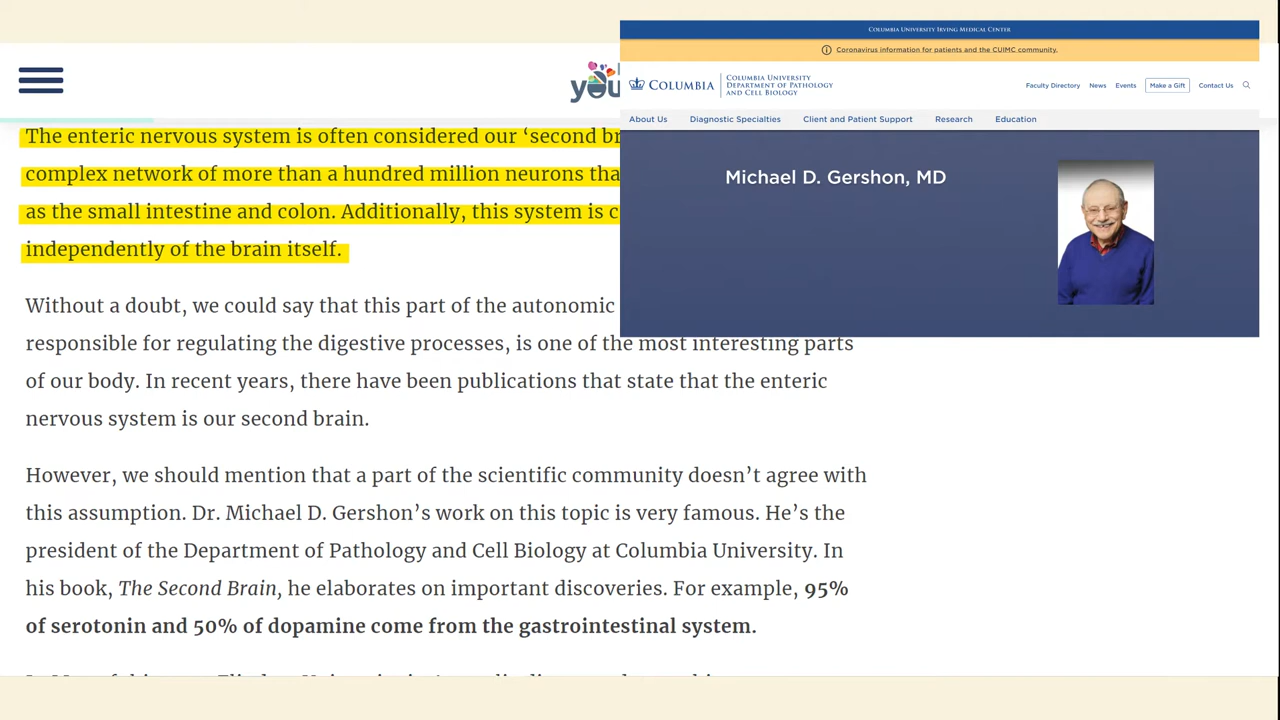 COLUMBIA UNIVERSITY IRVING MEDICAL CENTER
Coronavirus information for patients and the CUIMC community.
COLUMBIA
COLUMBIA UNIVERSITY
DEPARTMENT OF PATHOLOGY
AND CELL BIOLOGY
Faculty Directory News Events Make a Gift Contact Us
About Us Diagnostic Specialties Client and Patient Support Research Education
Michael D. Gershon, MD
you
The enteric nervous system is often considered our ‘second br
complex network of more than a hundred million neurons tha
as the small intestine and colon. Additionally, this system is c
independently of the brain itself.
Without a doubt, we could say that this part of the autonomic
responsible for regulating the digestive processes, is one of the most interesting parts
of our body. In recent years, there have been publications that state that the enteric
nervous system is our second brain.
However, we should mention that a part of the scientific community doesn’t agree with
this assumption. Dr. Michael D. Gershon’s work on this topic is very famous. He’s the
president of the Department of Pathology and Cell Biology at Columbia University. In
his book, The Second Brain, he elaborates on important discoveries. For example, 95%
of serotonin and 50% of dopamine come from the gastrointestinal system.